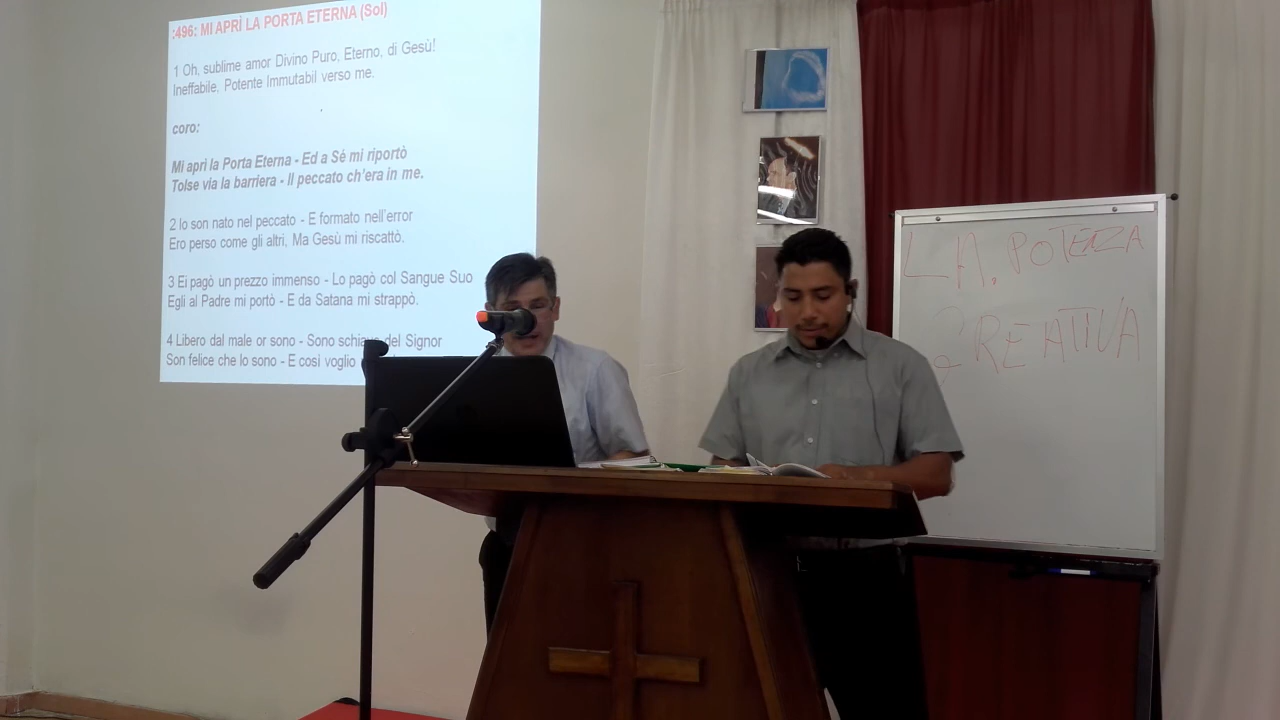 :496: MI APRÌ LA PORTA ETERNA (Sol)
1 Oh, sublime amor Divino Puro, Eterno, di Gesù!
Ineffabile, Potente Immutabil verso me.
coro:
Mi aprì la Porta Eterna - Ed a Sé mi riportò
Tolse via la barriera - Il peccato ch'era in me.
2 Io son nato nel peccato - E formato nell'error
Ero perso come gli altri, Ma Gesù mi riscattò.
3 Ei pagò un prezzo immenso - Lo pagò col Sangue Suo
Egli al Padre mi portò - E da Satana mi strappò.
4 Libero dal male or sono - Sono schiavo del Signor
Son felice che lo sono - E così voglio
LA. POTENZA
CREATIVA